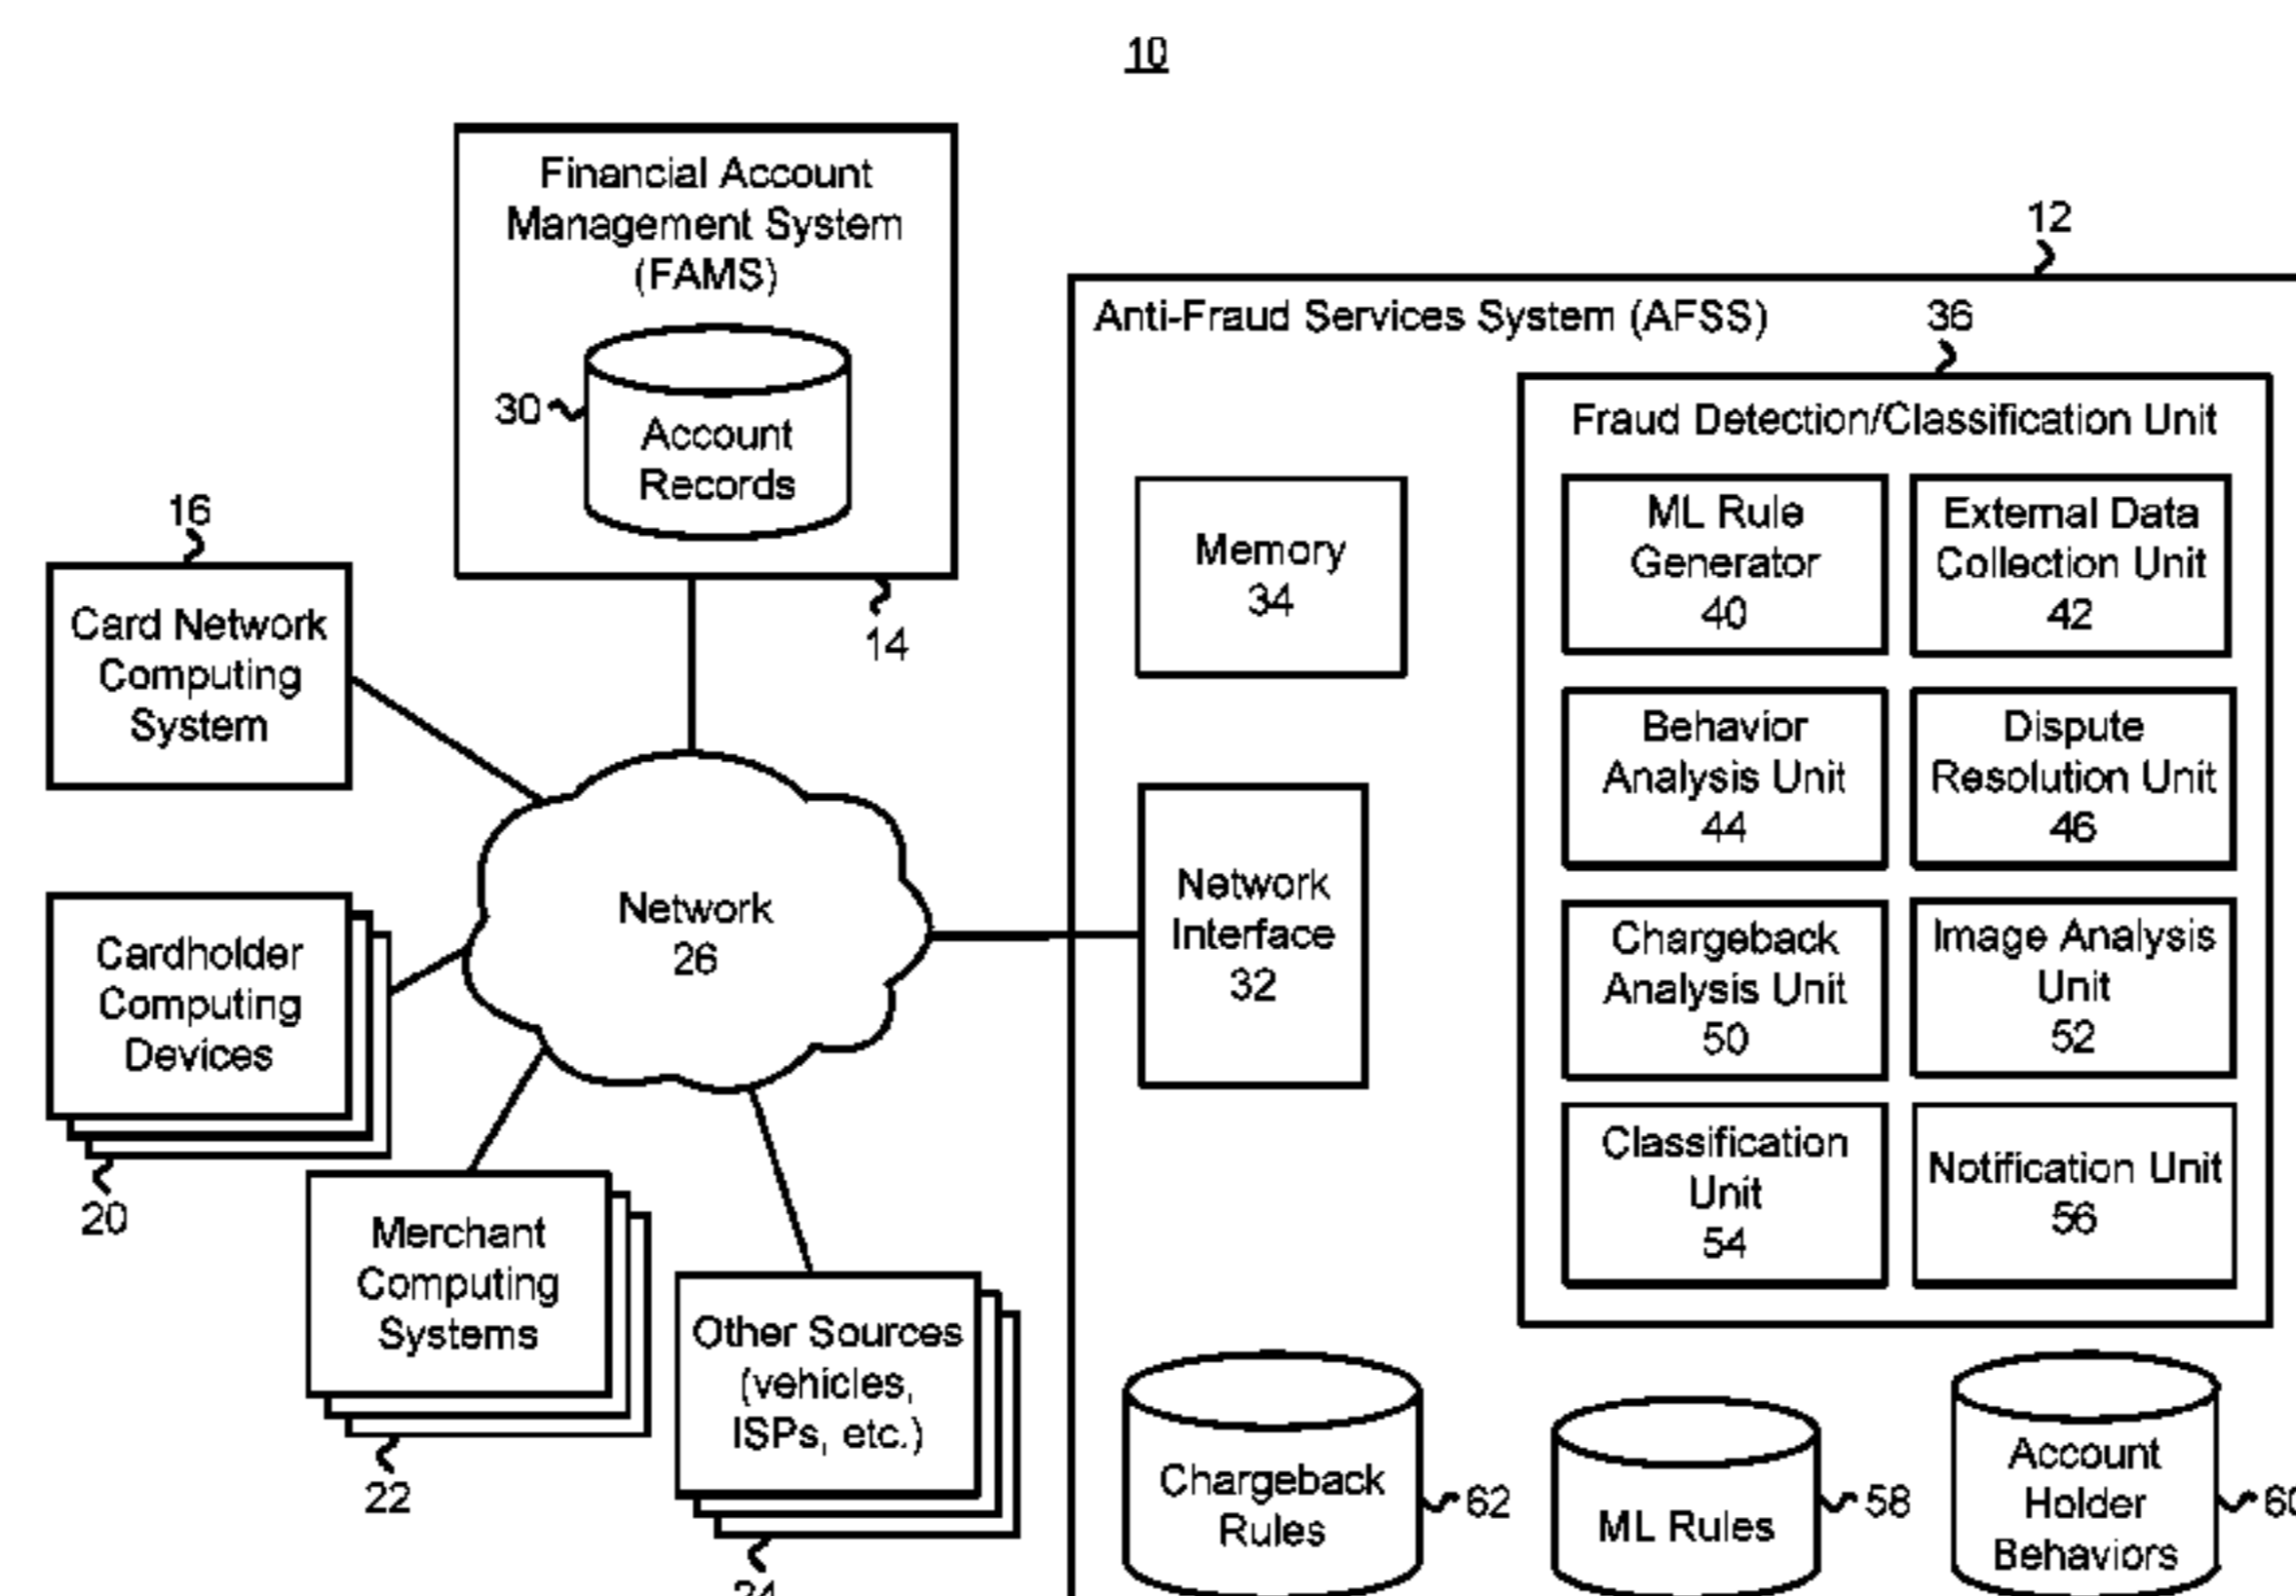 10
Financial Account
Management System
(FAMS)
30
Account
Records
14
16
Card Network
Computing
System
Cardholder
Computing
Devices
20
Network
26
Merchant
Computing
Systems
22
Other Sources
(vehicles,
ISPs, etc.)
24
12
Anti-Fraud Services System (AFSS)
36
Memory
34
Network
Interface
32
Fraud Detection/Classification Unit
ML Rule
Generator
40
External Data
Collection Unit
42
Behavior
Analysis Unit
44
Dispute
Resolution Unit
46
Chargeback
Analysis Unit
50
Image Analysis
Unit
52
Classification
Unit
54
Notification Unit
56
Chargeback
Rules
62
ML Rules
58
Account
Holder
Behaviors
60